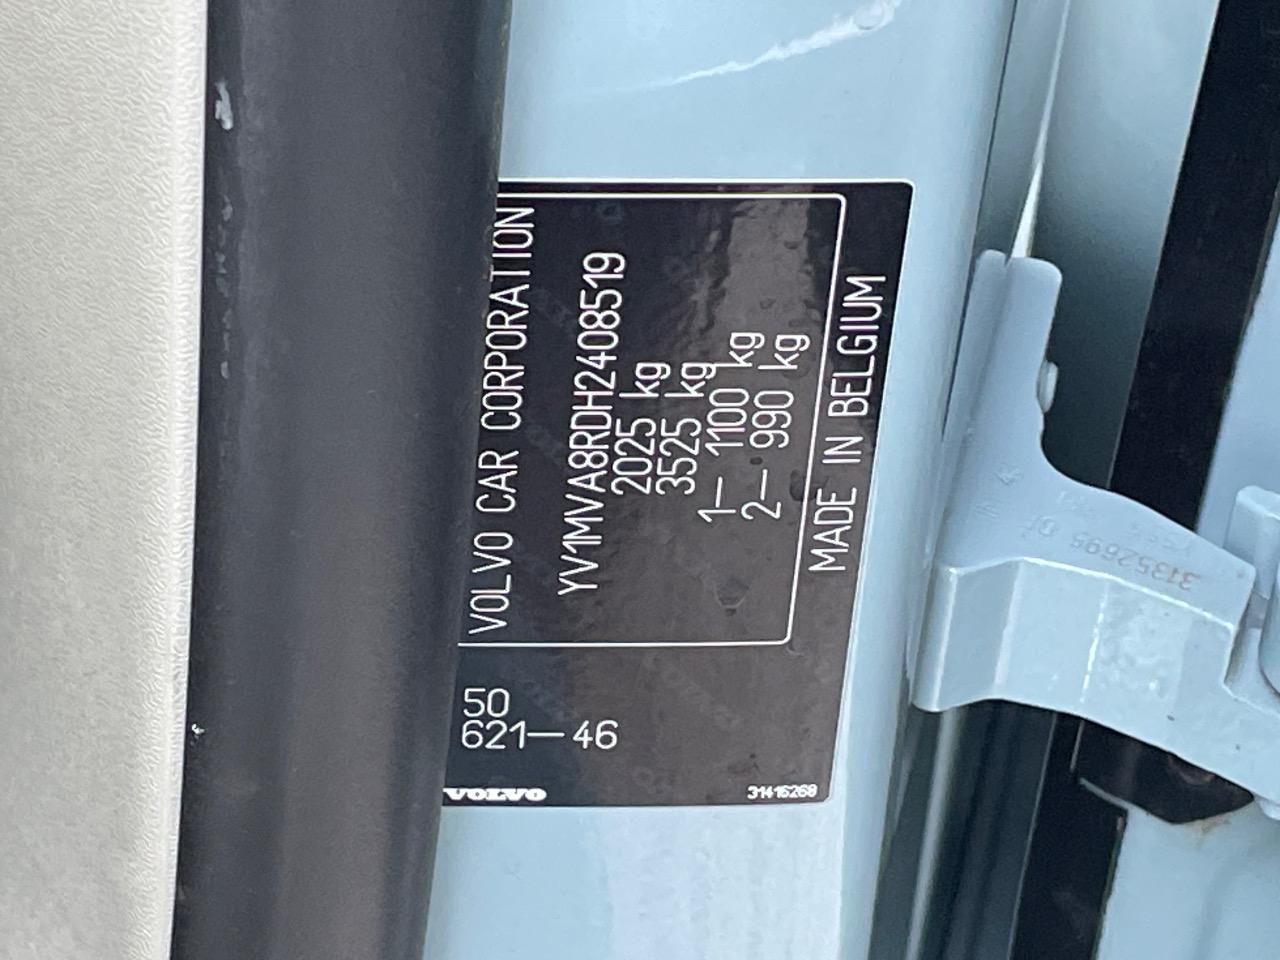 VOLVO CAR CORPORATION
YV1MVA8RDH2408519
2025 kg
3525 kg
1— 1100 kg
2— 990 kg
MADE IN BELGIUM
50
621—46
VOLVO
31416268